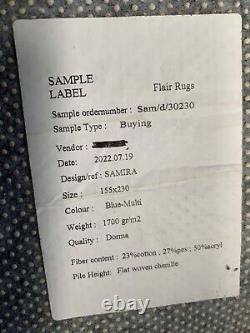 SAMPLE
LABEL
Flair Rugs
Sample ordernumber : Sam/d/30230
Sample Type : Buying
Vendor :
Date: 2022.07.19
Design/ref : SAMIRA
Size : 155x230
Colour : Blue-Multi
Weight : 1700 gr/m2
Quality : Dorma
Fiber content : 23%cotton, 27%pes; 50%acryl
Pile Height: Flat woven chenille